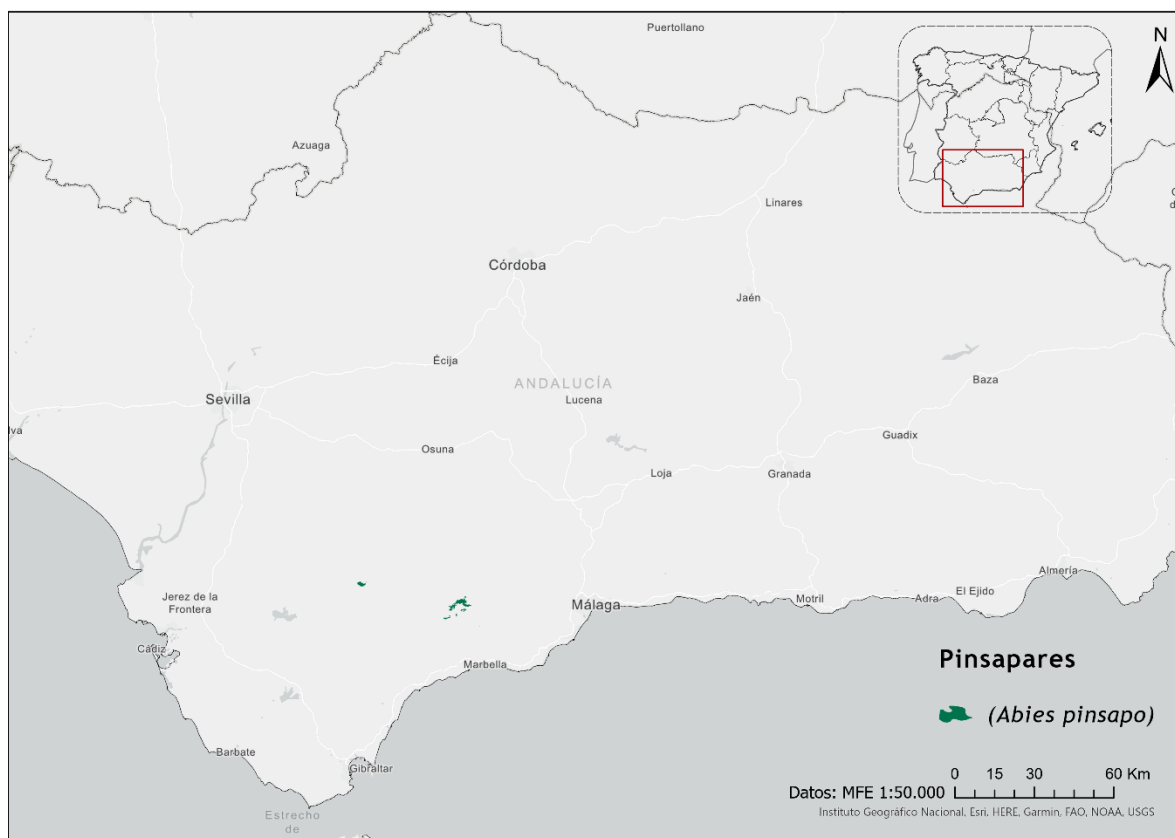 Puertollano
N
Azuaga
Linares
Córdoba
Jaén
Écija
ANDALUCÍA
Baza
Sevilla
Lucena
Guadix
Osuna
Loja
Granada
Almería
Jerez de la
Frontera
Málaga
Motril
Adra
El Ejido
Cádiz
Marbella
Pinsapares
(Abies pinsapo)
Barbate
Gibraltar
0 15 30 60 Km
Datos: MFE 1:50.000
Instituto Geográfico Nacional, Esri, HERE, Garmin, FAO, NOAA, USGS
Estrecho
de